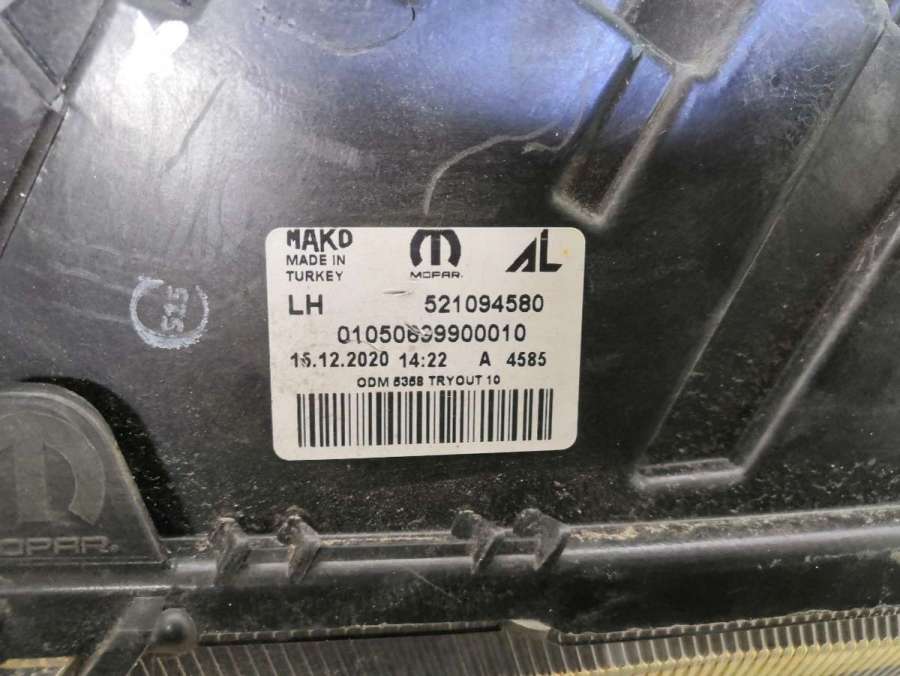 MAKO
MADE IN
TURKEY
MOPAR®
AL
LH
521094580
01050699900010
16.12.2020 14:22 A 4585
ODM 5358 TRYOUT 10
525
MOPAR®